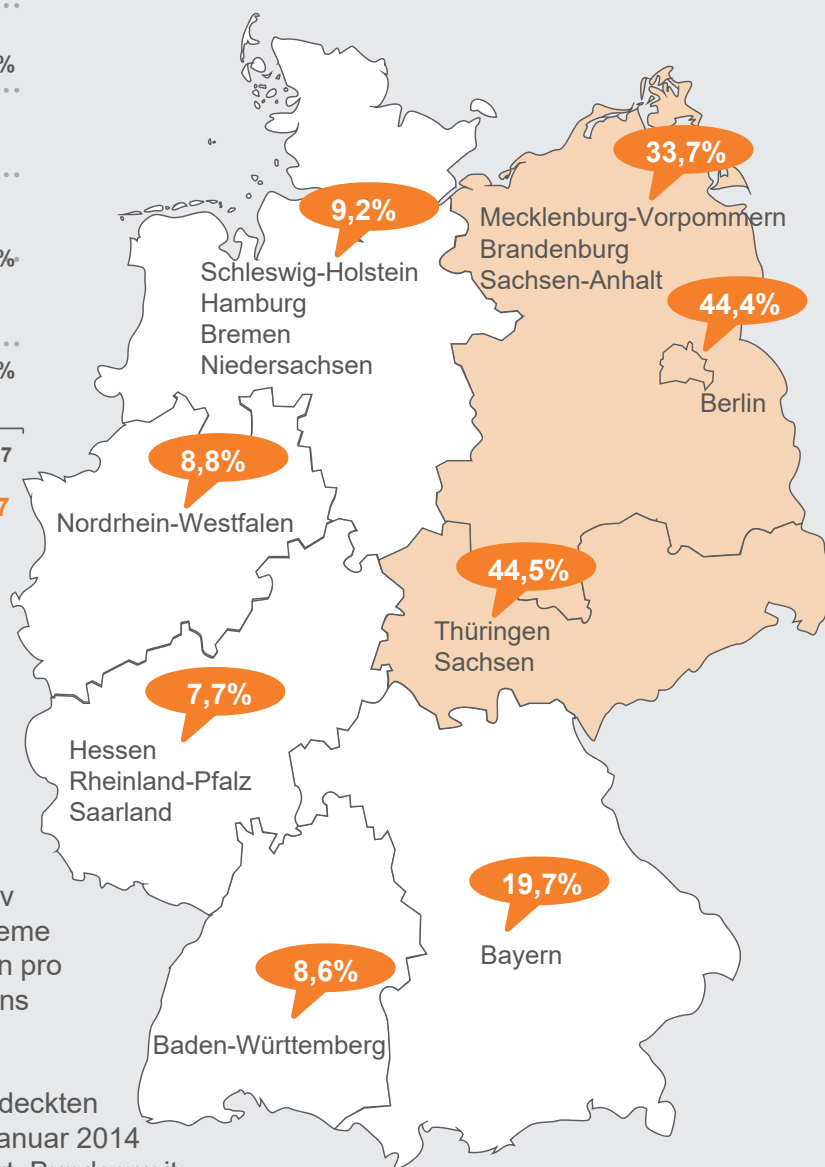 %
%
%
7
7
33,7%
Mecklenburg-Vorpommern
Brandenburg
Sachsen-Anhalt
9,2%
Schleswig-Holstein
Hamburg
Bremen
Niedersachsen
44,4%
Berlin
8,8%
Nordrhein-Westfalen
44,5%
Thüringen
Sachsen
7,7%
Hessen
Rheinland-Pfalz
Saarland
19,7%
Bayern
8,6%
Baden-Württemberg
v
eme
n pro
ns
deckten
anuar 2014